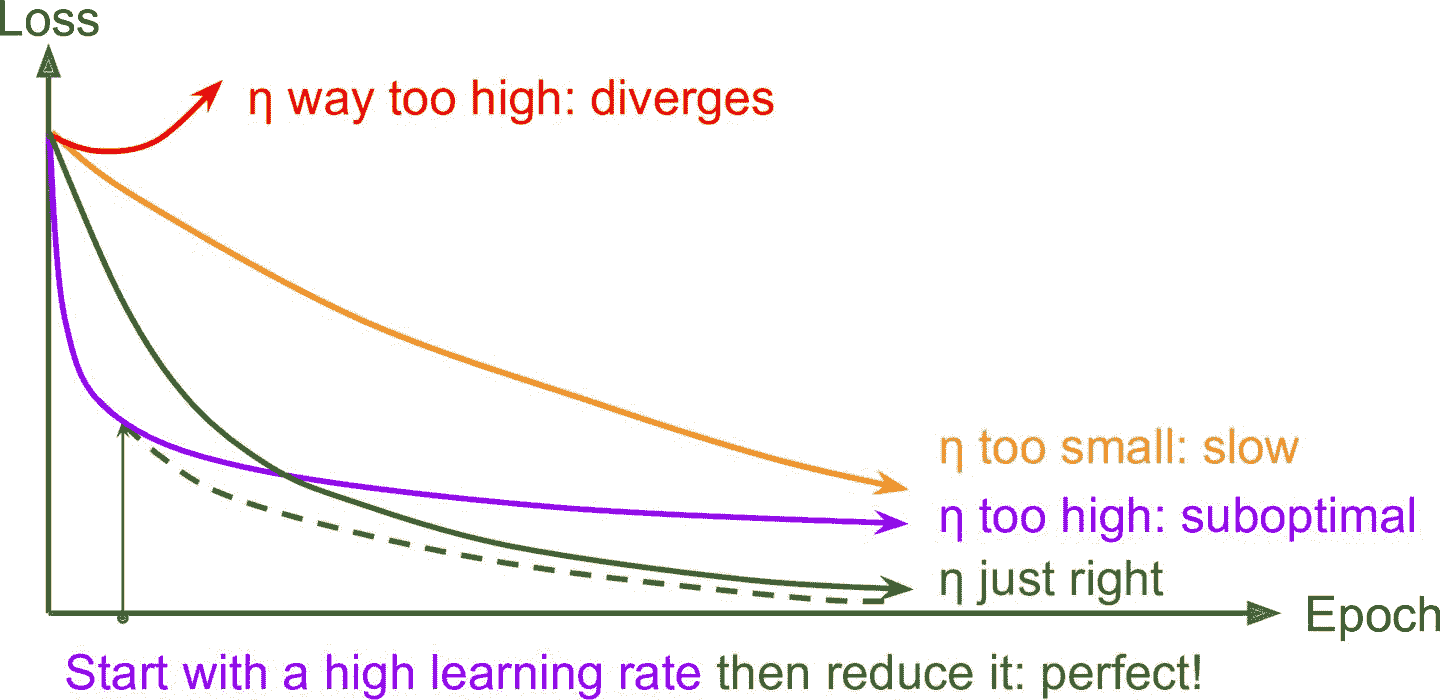 Loss
η way too high: diverges
η too small: slow
η too high: suboptimal
η just right
Epoch
Start with a high learning rate then reduce it: perfect!